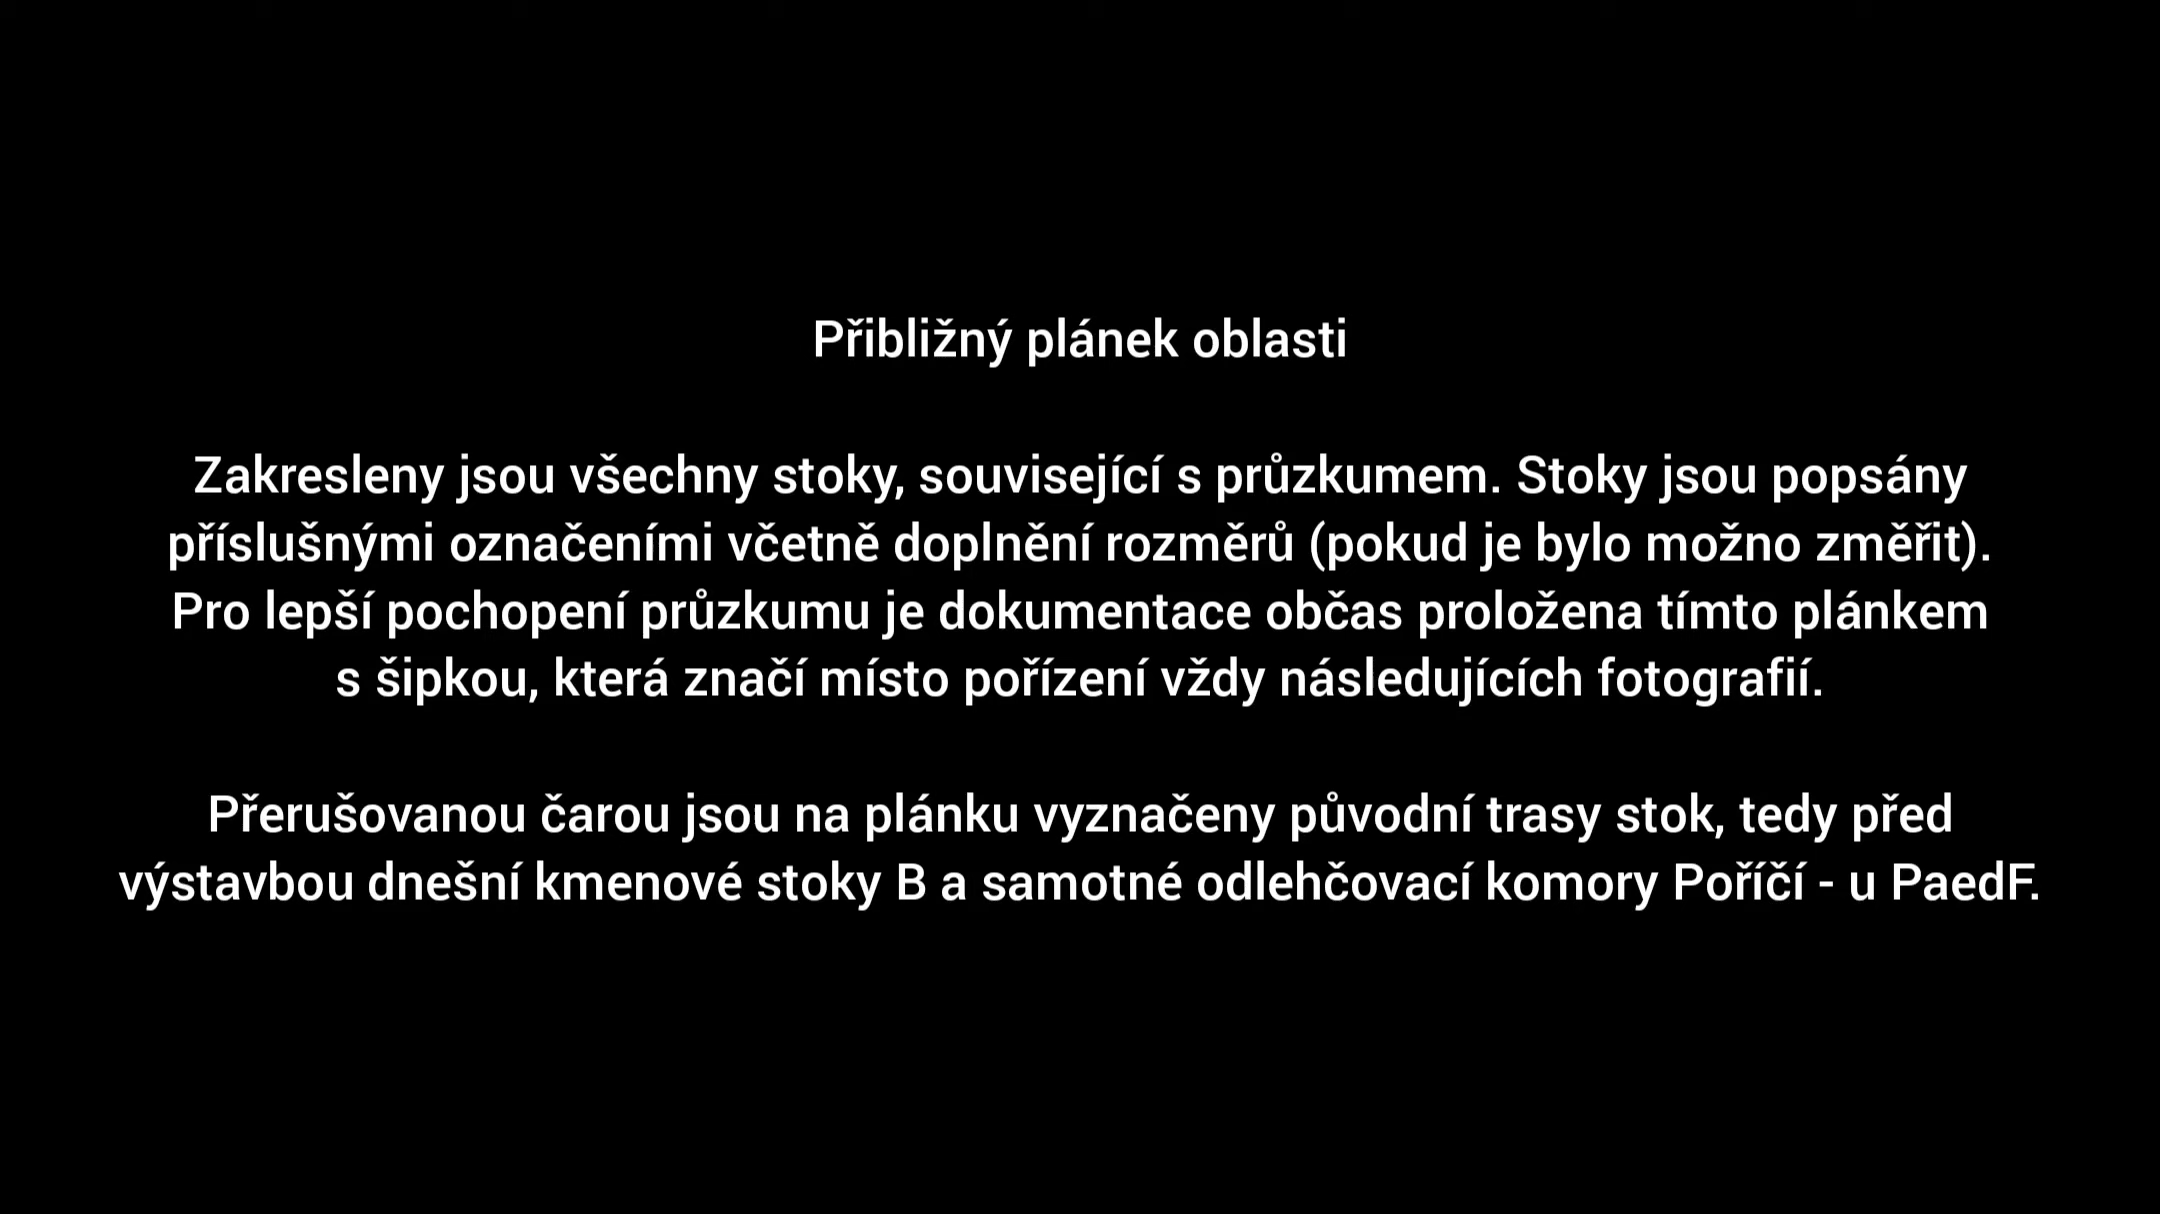 Přibližný plánek oblasti
Zakresleny jsou všechny stoky, související s průzkumem. Stoky jsou popsány
příslušnými označeními včetně doplnění rozměrů (pokud je bylo možno změřit).
Pro lepší pochopení průzkumu je dokumentace občas proložena tímto plánkem
s šipkou, která značí místo pořízení vždy následujících fotografií.
Přerušovanou čarou jsou na plánku vyznačeny původní trasy stok, tedy před
výstavbou dnešní kmenové stoky B a samotné odlehčovací komory Poříčí - u PaedF.